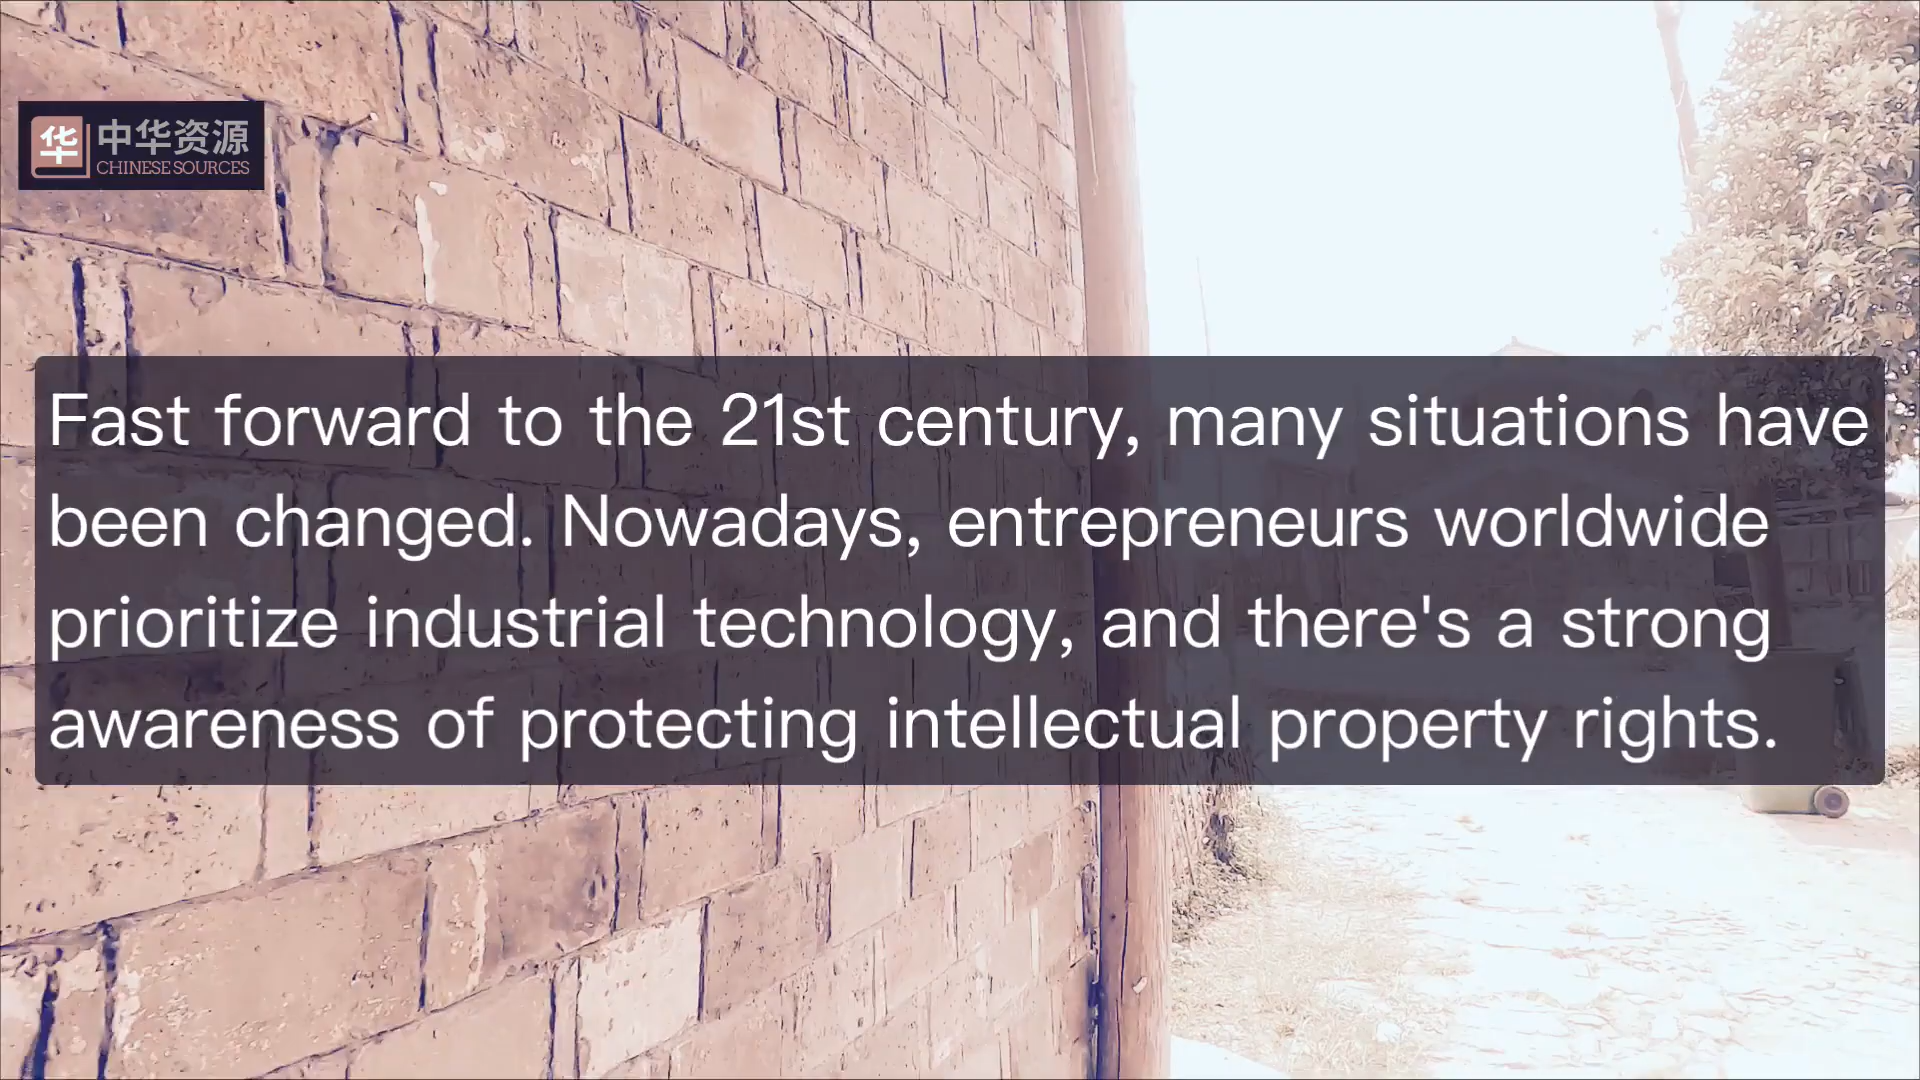 华 中华资源
CHINESE SOURCES
Fast forward to the 21st century, many situations have
been changed. Nowadays, entrepreneurs worldwide
prioritize industrial technology, and there's a strong
awareness of protecting intellectual property rights.